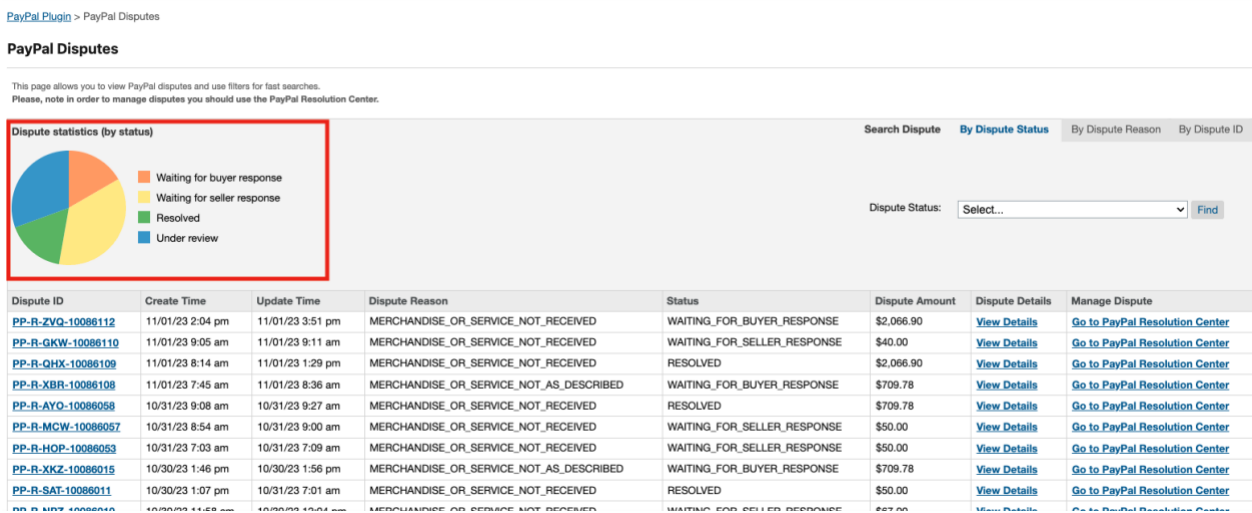 PayPal Plugin > PayPal Disputes
PayPal Disputes
This page allows you to view PayPal disputes and use filters for fast searches.
Please, note in order to manage disputes you should use the PayPal Resolution Center.
Dispute statistics (by status)
Waiting for buyer response
Waiting for seller response
Resolved
Under review
Search Dispute By Dispute Status By Dispute Reason By Dispute ID
Dispute Status: Select... Find
Dispute ID Create Time Update Time Dispute Reason Status Dispute Amount Dispute Details Manage Dispute
PP-R-ZVQ-10086112 11/01/23 2:04 pm 11/01/23 3:51 pm MERCHANDISE_OR_SERVICE_NOT_RECEIVED WAITING_FOR_BUYER_RESPONSE $2,066.90 View Details Go to PayPal Resolution Center
PP-R-GKW-10086110 11/01/23 9:05 am 11/01/23 9:11 am MERCHANDISE_OR_SERVICE_NOT_RECEIVED WAITING_FOR_SELLER_RESPONSE $40.00 View Details Go to PayPal Resolution Center
PP-R-QHX-10086109 11/01/23 8:14 am 11/01/23 1:29 pm MERCHANDISE_OR_SERVICE_NOT_RECEIVED RESOLVED $2,066.90 View Details Go to PayPal Resolution Center
PP-R-XBR-10086108 11/01/23 7:45 am 11/01/23 8:36 am MERCHANDISE_OR_SERVICE_NOT_AS_DESCRIBED WAITING_FOR_BUYER_RESPONSE $709.78 View Details Go to PayPal Resolution Center
PP-R-AYO-10086058 10/31/23 9:08 am 10/31/23 9:27 am MERCHANDISE_OR_SERVICE_NOT_RECEIVED RESOLVED $709.78 View Details Go to PayPal Resolution Center
PP-R-MCW-10086057 10/31/23 8:54 am 10/31/23 9:00 am MERCHANDISE_OR_SERVICE_NOT_RECEIVED WAITING_FOR_SELLER_RESPONSE $50.00 View Details Go to PayPal Resolution Center
PP-R-HOP-10086053 10/31/23 7:03 am 10/31/23 7:09 am MERCHANDISE_OR_SERVICE_NOT_RECEIVED WAITING_FOR_SELLER_RESPONSE $50.00 View Details Go to PayPal Resolution Center
PP-R-XKZ-10086015 10/30/23 1:46 pm 10/30/23 1:56 pm MERCHANDISE_OR_SERVICE_NOT_AS_DESCRIBED WAITING_FOR_BUYER_RESPONSE $709.78 View Details Go to PayPal Resolution Center
PP-R-SAT-10086011 10/30/23 1:07 pm 10/31/23 7:01 am MERCHANDISE_OR_SERVICE_NOT_RECEIVED RESOLVED $50.00 View Details Go to PayPal Resolution Center
MERCHANDISE_OR_SERVICE_NOT_RECEIVED WAITING_FOR_SELLER_RESPONSE View Details Go to PayPal Resolution Center